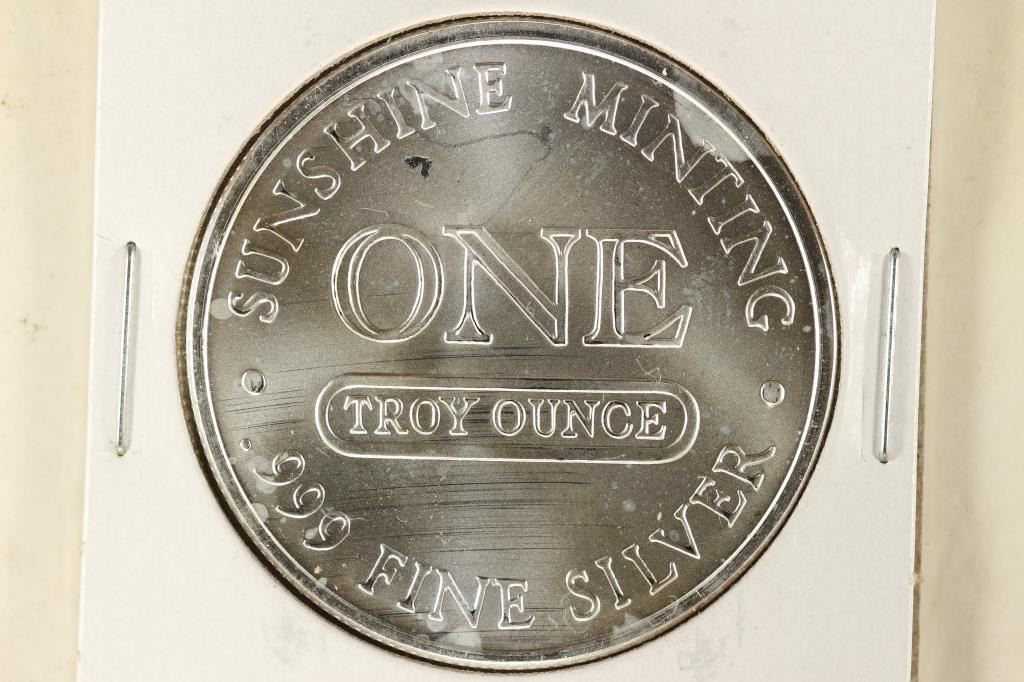 SUNSHINE MINTING
ONE
TROY OUNCE
.999 FINE SILVER